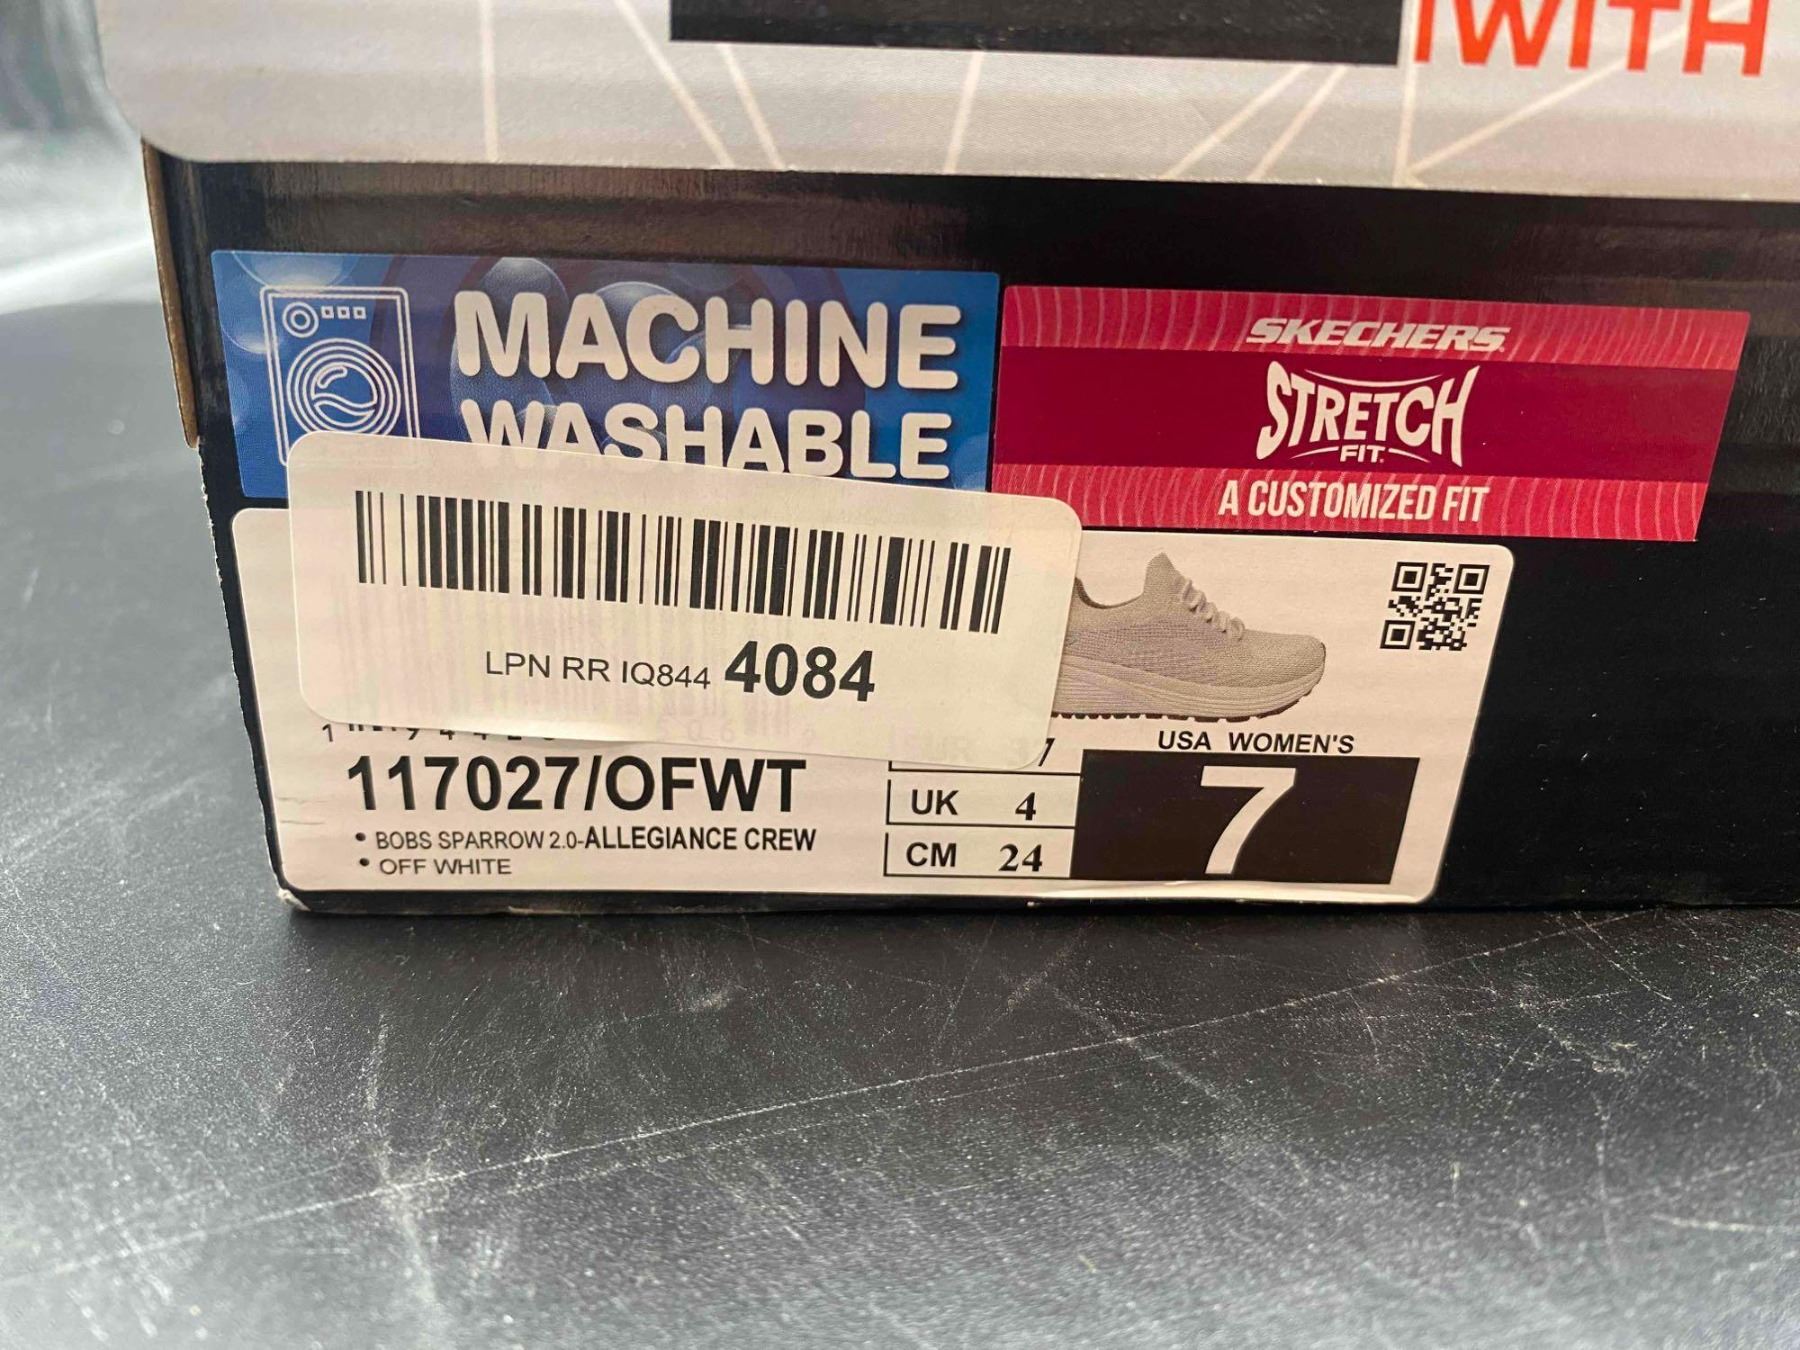 WITH
MACHINE
WASHABLE
SKECHERS
STRETCH
FIT
A CUSTOMIZED FIT
LPN RR IQ844 4084
117027/OFWT
• BOBS SPARROW 2.0-ALLEGIANCE CREW
• OFF WHITE
UK 4
CM 24
USA WOMEN'S
7